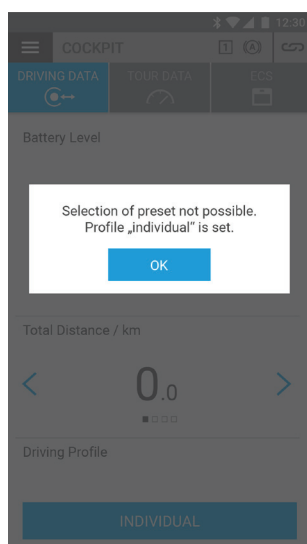 12:30
COCKPIT
1 A
DRIVING DATA TOUR DATA ECS
Battery Level
Selection of preset not possible.
Profile „individual“ is set.
OK
Total Distance / km
0.0
Driving Profile
INDIVIDUAL